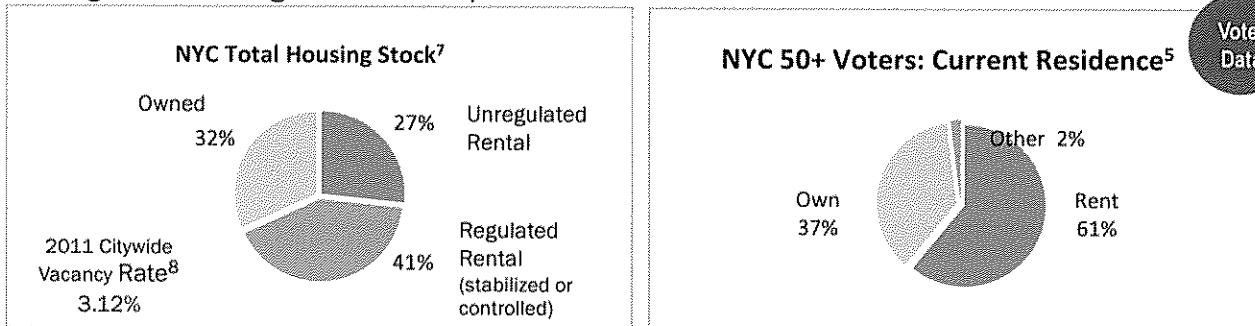 NYC Total Housing Stock7
Owned
32%
27%
Unregulated
Rental
2011 Citywide
Vacancy Rate8
3.12%
41%
Regulated
Rental
(stabilized or
controlled)
NYC 50+ Voters: Current Residence5
Data
Other 2%
Own
37%
Rent
61%